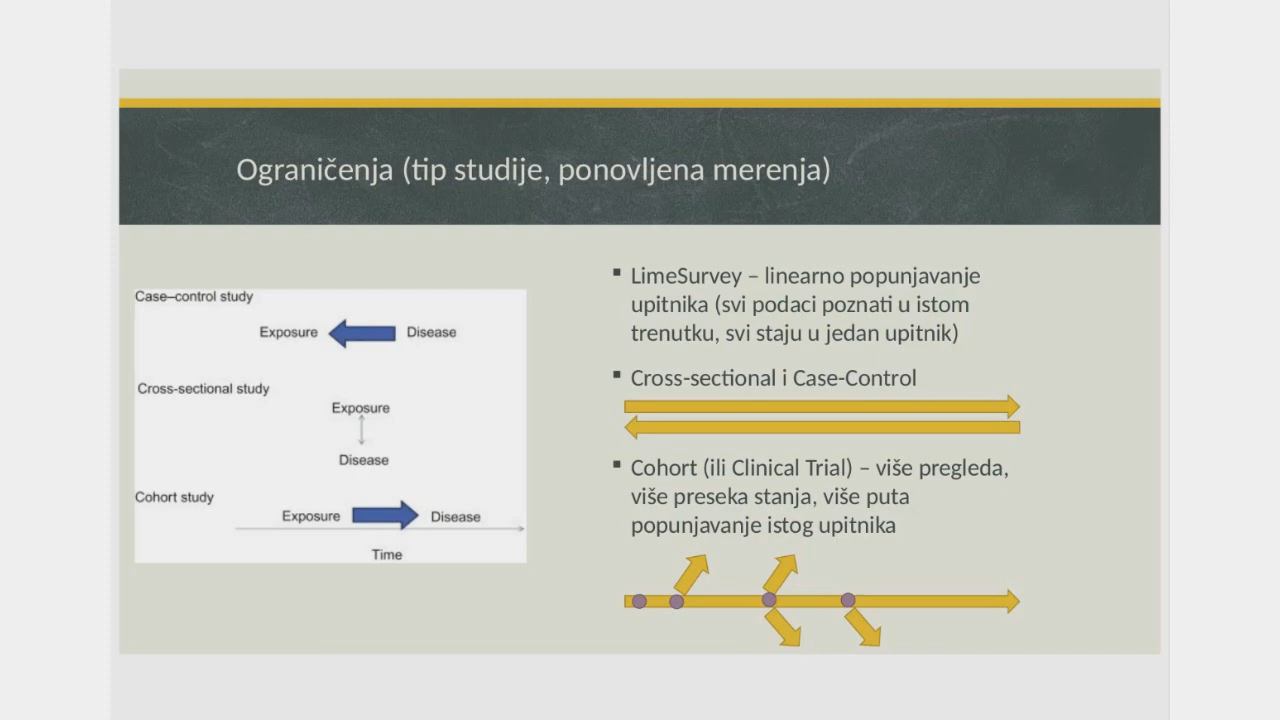 Ograničenja (tip studije, ponovljena merenja)
Case–control study
Exposure Disease
Cross-sectional study
Exposure
Disease
Cohort study
Exposure Disease
Time
LimeSurvey – linearno popunjavanje
upitnika (svi podaci poznati u istom
trenutku, svi staju u jedan upitnik)
Cross-sectional i Case-Control
Cohort (ili Clinical Trial) – više pregleda,
više preseka stanja, više puta
popunjavanje istog upitnika